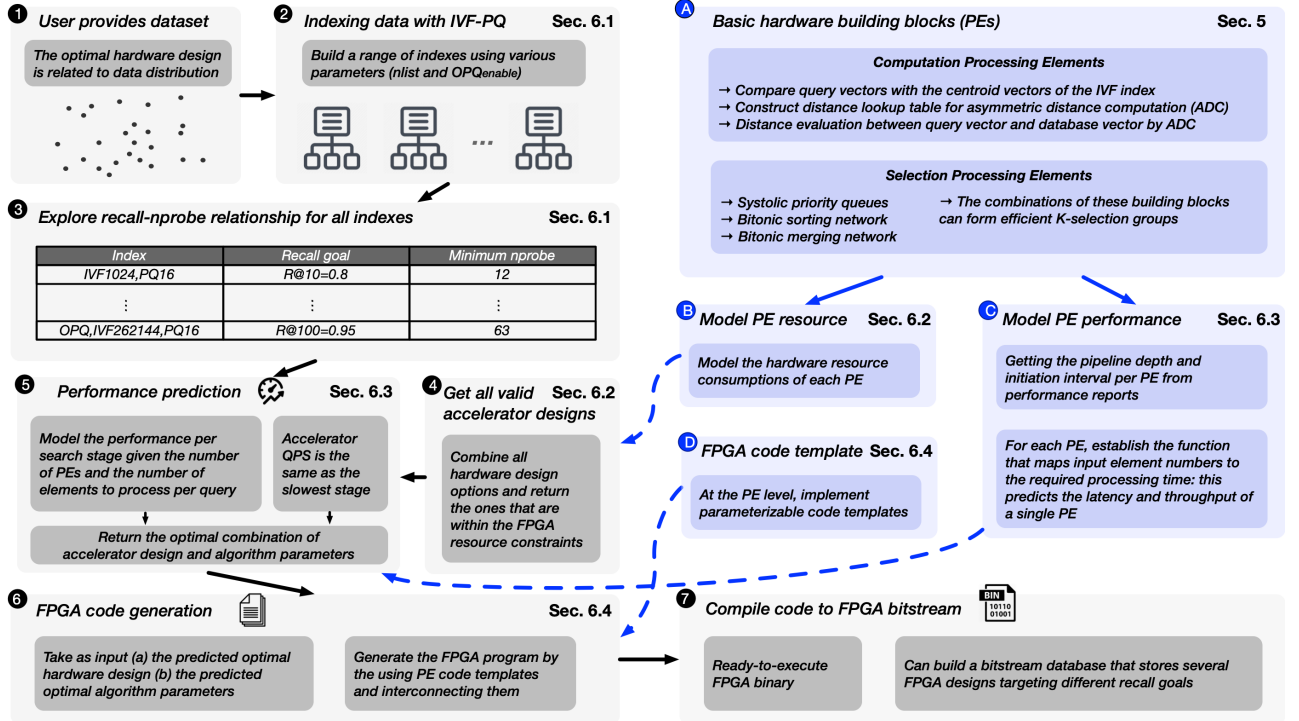 1 User provides dataset
The optimal hardware design
is related to data distribution
2 Indexing data with IVF-PQ Sec. 6.1
Build a range of indexes using various
parameters (nlist and OPQenable)
...
3 Explore recall-nprobe relationship for all indexes Sec. 6.1
Index Recall goal Minimum nprobe
IVF1024,PQ16 R@10=0.8 12
⋮ ⋮ ⋮
OPQ,IVF262144,PQ16 R@100=0.95 63
5 Performance prediction Sec. 6.3
Model the performance per
search stage given the number
of PEs and the number of
elements to process per query
Accelerator
QPS is the
same as the
slowest stage
Return the optimal combination of
accelerator design and algorithm parameters
4 Get all valid Sec. 6.2
accelerator designs
Combine all
hardware design
options and return
the ones that are
within the FPGA
resource constraints
6 FPGA code generation Sec. 6.4
Take as input (a) the predicted optimal
hardware design (b) the predicted
optimal algorithm parameters
Generate the FPGA program by
the using PE code templates
and interconnecting them
A Basic hardware building blocks (PEs) Sec. 5
Computation Processing Elements
→ Compare query vectors with the centroid vectors of the IVF index
→ Construct distance lookup table for asymmetric distance computation (ADC)
→ Distance evaluation between query vector and database vector by ADC
Selection Processing Elements
→ Systolic priority queues
→ Bitonic sorting network
→ Bitonic merging network
→ The combinations of these building blocks
can form efficient K-selection groups
B Model PE resource Sec. 6.2
Model the hardware resource
consumptions of each PE
C Model PE performance Sec. 6.3
Getting the pipeline depth and
initiation interval per PE from
performance reports
For each PE, establish the function
that maps input element numbers to
the required processing time: this
predicts the latency and throughput of
a single PE
D FPGA code template Sec. 6.4
At the PE level, implement
parameterizable code templates
7 Compile code to FPGA bitstream
BIN
10110
01001
Ready-to-execute
FPGA binary
Can build a bitstream database that stores several
FPGA designs targeting different recall goals